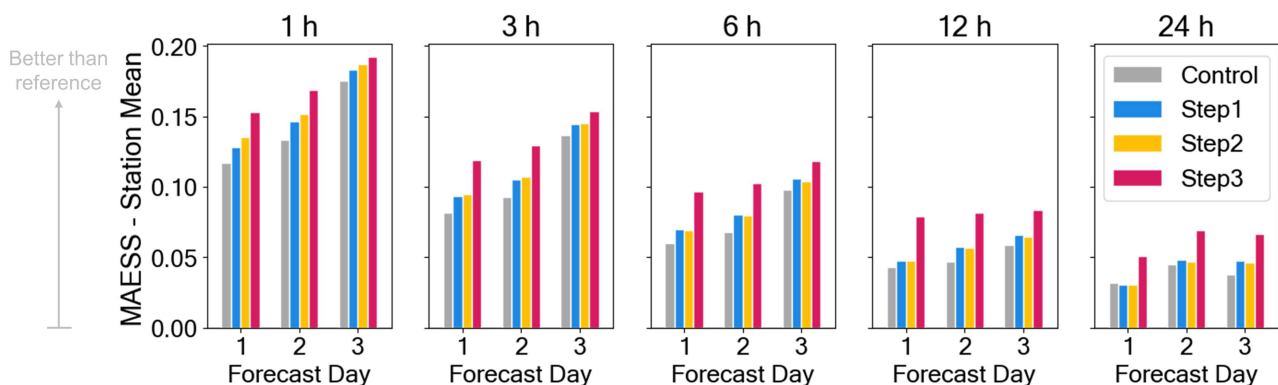 1 h
3 h
6 h
12 h
24 h
Better than
reference
MAESS - Station Mean
0.20
0.15
0.10
0.05
0.00
Control
Step1
Step2
Step3
1 2 3
1 2 3
1 2 3
1 2 3
1 2 3
Forecast Day
Forecast Day
Forecast Day
Forecast Day
Forecast Day